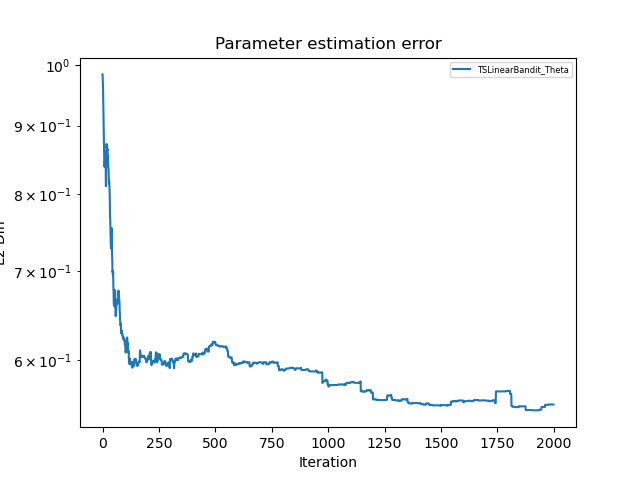 Parameter estimation error
TSLinearBandit_Theta
10⁰
9 × 10⁻¹
8 × 10⁻¹
7 × 10⁻¹
6 × 10⁻¹
0 250 500 750 1000 1250 1500 1750 2000
Iteration